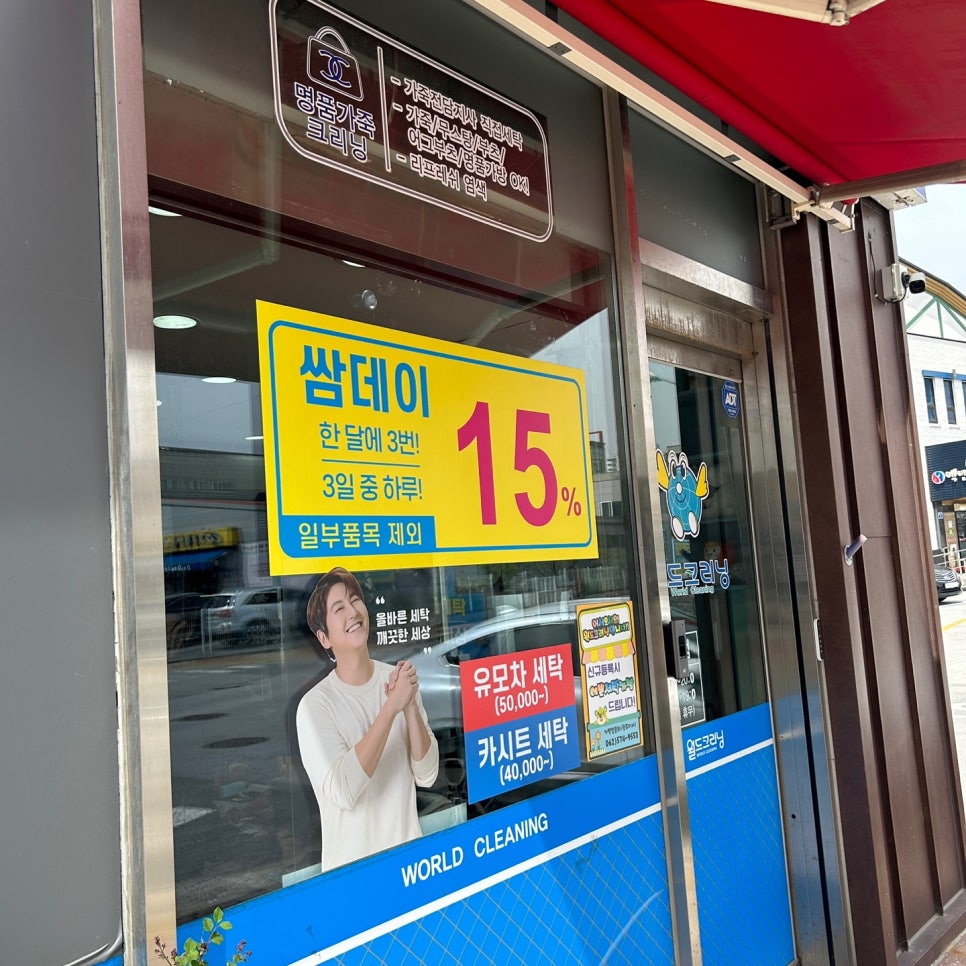 명품가죽
크리닝
- 가죽전담지사 직접세탁
- 가죽/무스탕/부츠/
어그부츠/명품가방 OK!
- 리프레쉬 염색
쌈데이
한 달에 3번!
3일 중 하루!
일부품목 제외
15%
"올바른 세탁
깨끗한 세상"
유모차 세탁
(50,000~)
카시트 세탁
(40,000~)
신규등록시
드립니다!
WORLD CLEANING
ADT
드크리닝
World Cleaning
월드크리닝
WORLD CLEANING